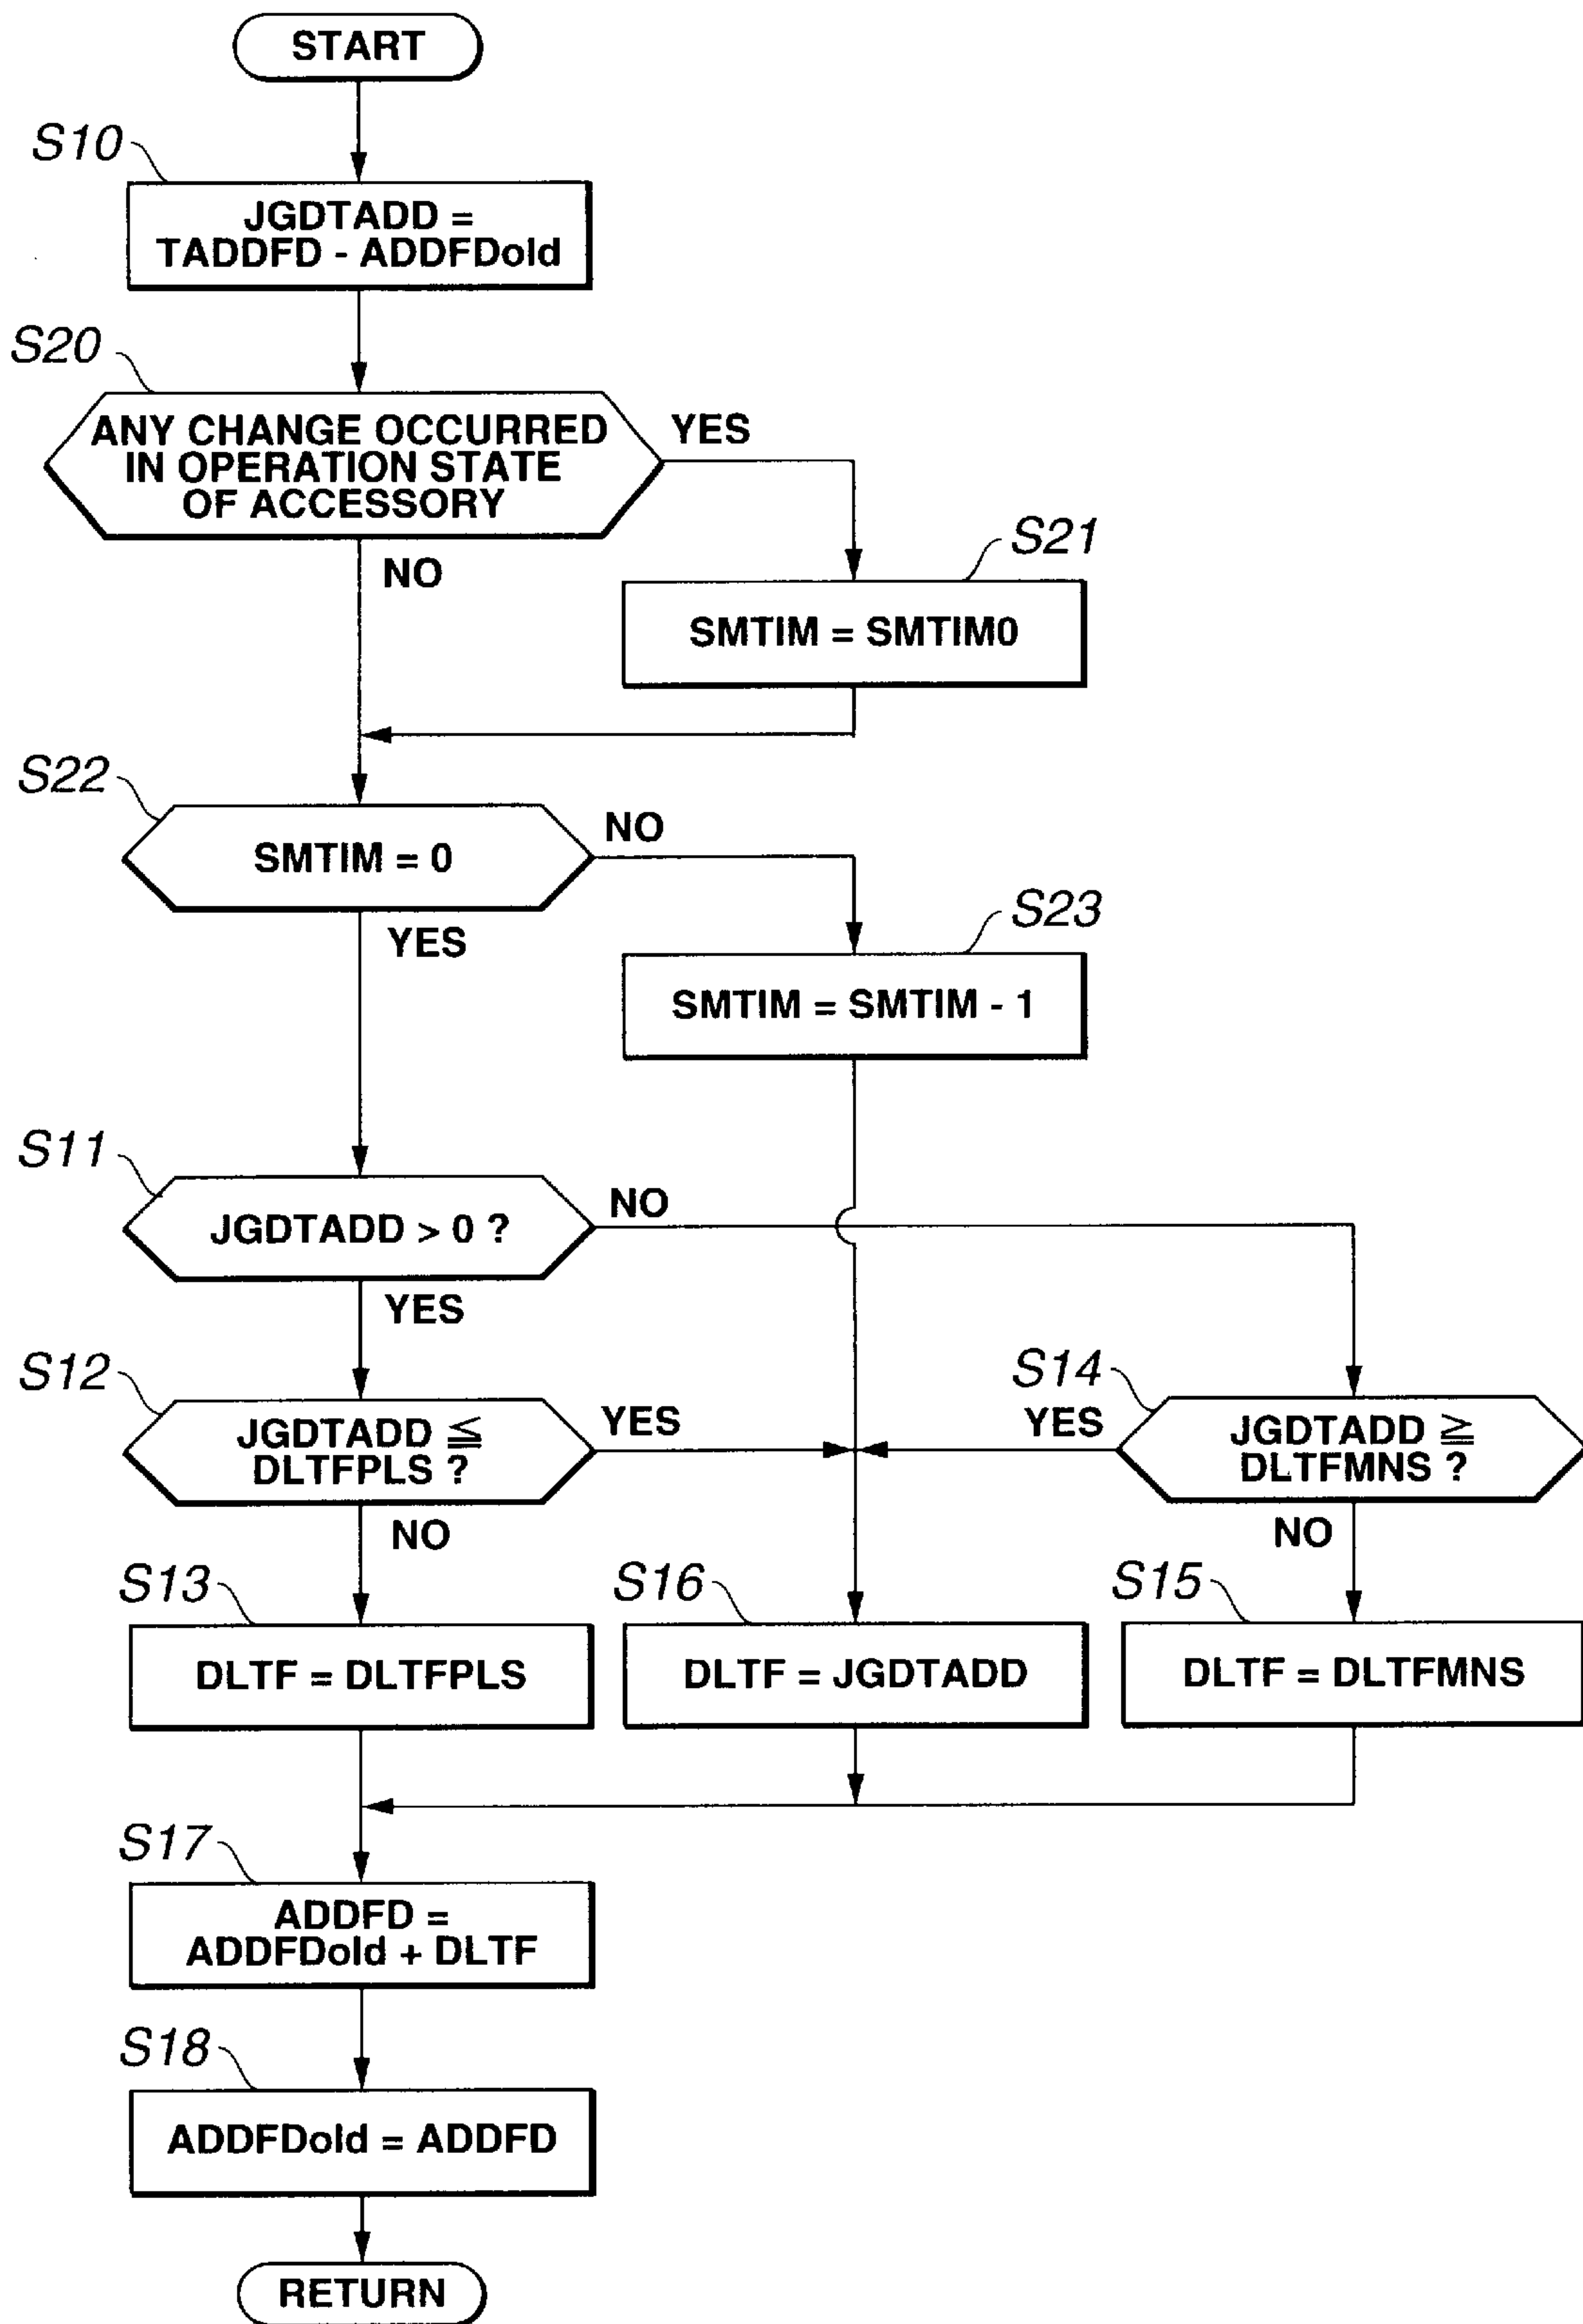 START
S10
JGDTADD =
TADDFD - ADDFDold
S20
ANY CHANGE OCCURRED
IN OPERATION STATE
OF ACCESSORY
YES
NO
S21
SMTIM = SMTIM0
S22
SMTIM = 0
NO
YES
S23
SMTIM = SMTIM - 1
S11
JGDTADD > 0 ?
NO
YES
S12
JGDTADD ≦
DLTFPLS ?
YES
NO
S14
JGDTADD ≧
DLTFMNS ?
YES
NO
S13
DLTF = DLTFPLS
S16
DLTF = JGDTADD
S15
DLTF = DLTFMNS
S17
ADDFD =
ADDFDold + DLTF
S18
ADDFDold = ADDFD
RETURN